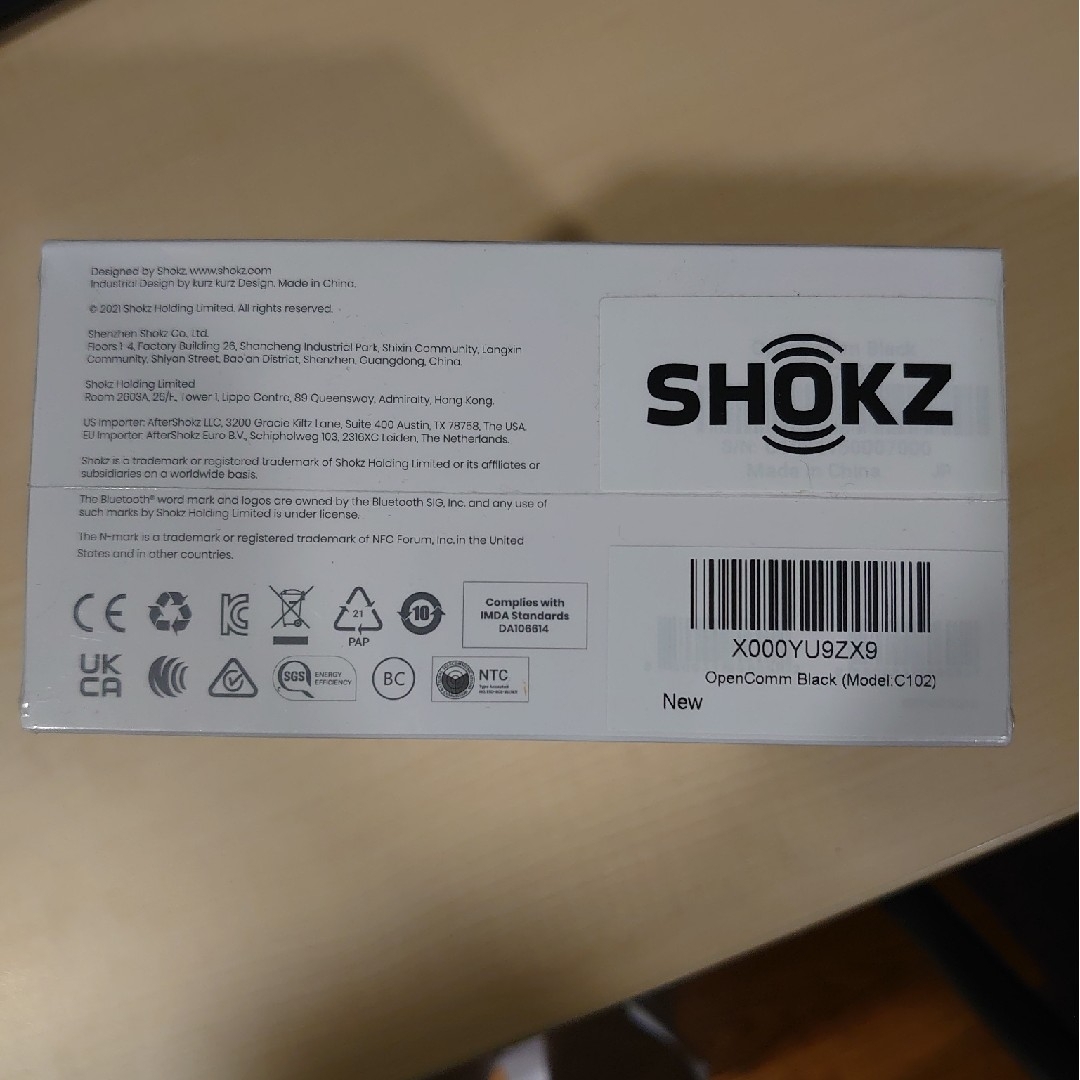 Designed by Shokz. www.shokz.com
Industrial Design by kurz kurz Design. Made in China.
© 2021 Shokz Holding Limited. All rights reserved.
Shenzhen Shokz Co., Ltd.
Floors 1-4, Factory Building 26, Shancheng Industrial Park, Shixin Community, Langxin
Community, Shiyan Street, Bao'an District, Shenzhen, Guangdong, China.
Shokz Holding Limited
Room 2603A, 26/F., Tower 1, Lippo Centre, 89 Queensway, Admiralty, Hong Kong.
US Importer: AfterShokz LLC, 3200 Gracie Kiltz Lane, Suite 400 Austin, TX 78758, The USA.
EU Importer: AfterShokz Euro B.V., Schipholweg 103, 2316XC Leiden, The Netherlands.
Shokz is a trademark or registered trademark of Shokz Holding Limited or its affiliates or
subsidiaries on a worldwide basis.
The Bluetooth® word mark and logos are owned by the Bluetooth SIG, Inc. and any use of
such marks by Shokz Holding Limited is under license.
The N-mark is a trademark or registered trademark of NFC Forum, Inc.in the United
States and in other countries.
CE
KC
21
PAP
10
Complies with
IMDA Standards
DA106614
UK
CA
SGS ENERGY
EFFICIENCY
BC
NTC
SHOKZ
Made in China
X000YU9ZX9
OpenComm Black (Model:C102)
New